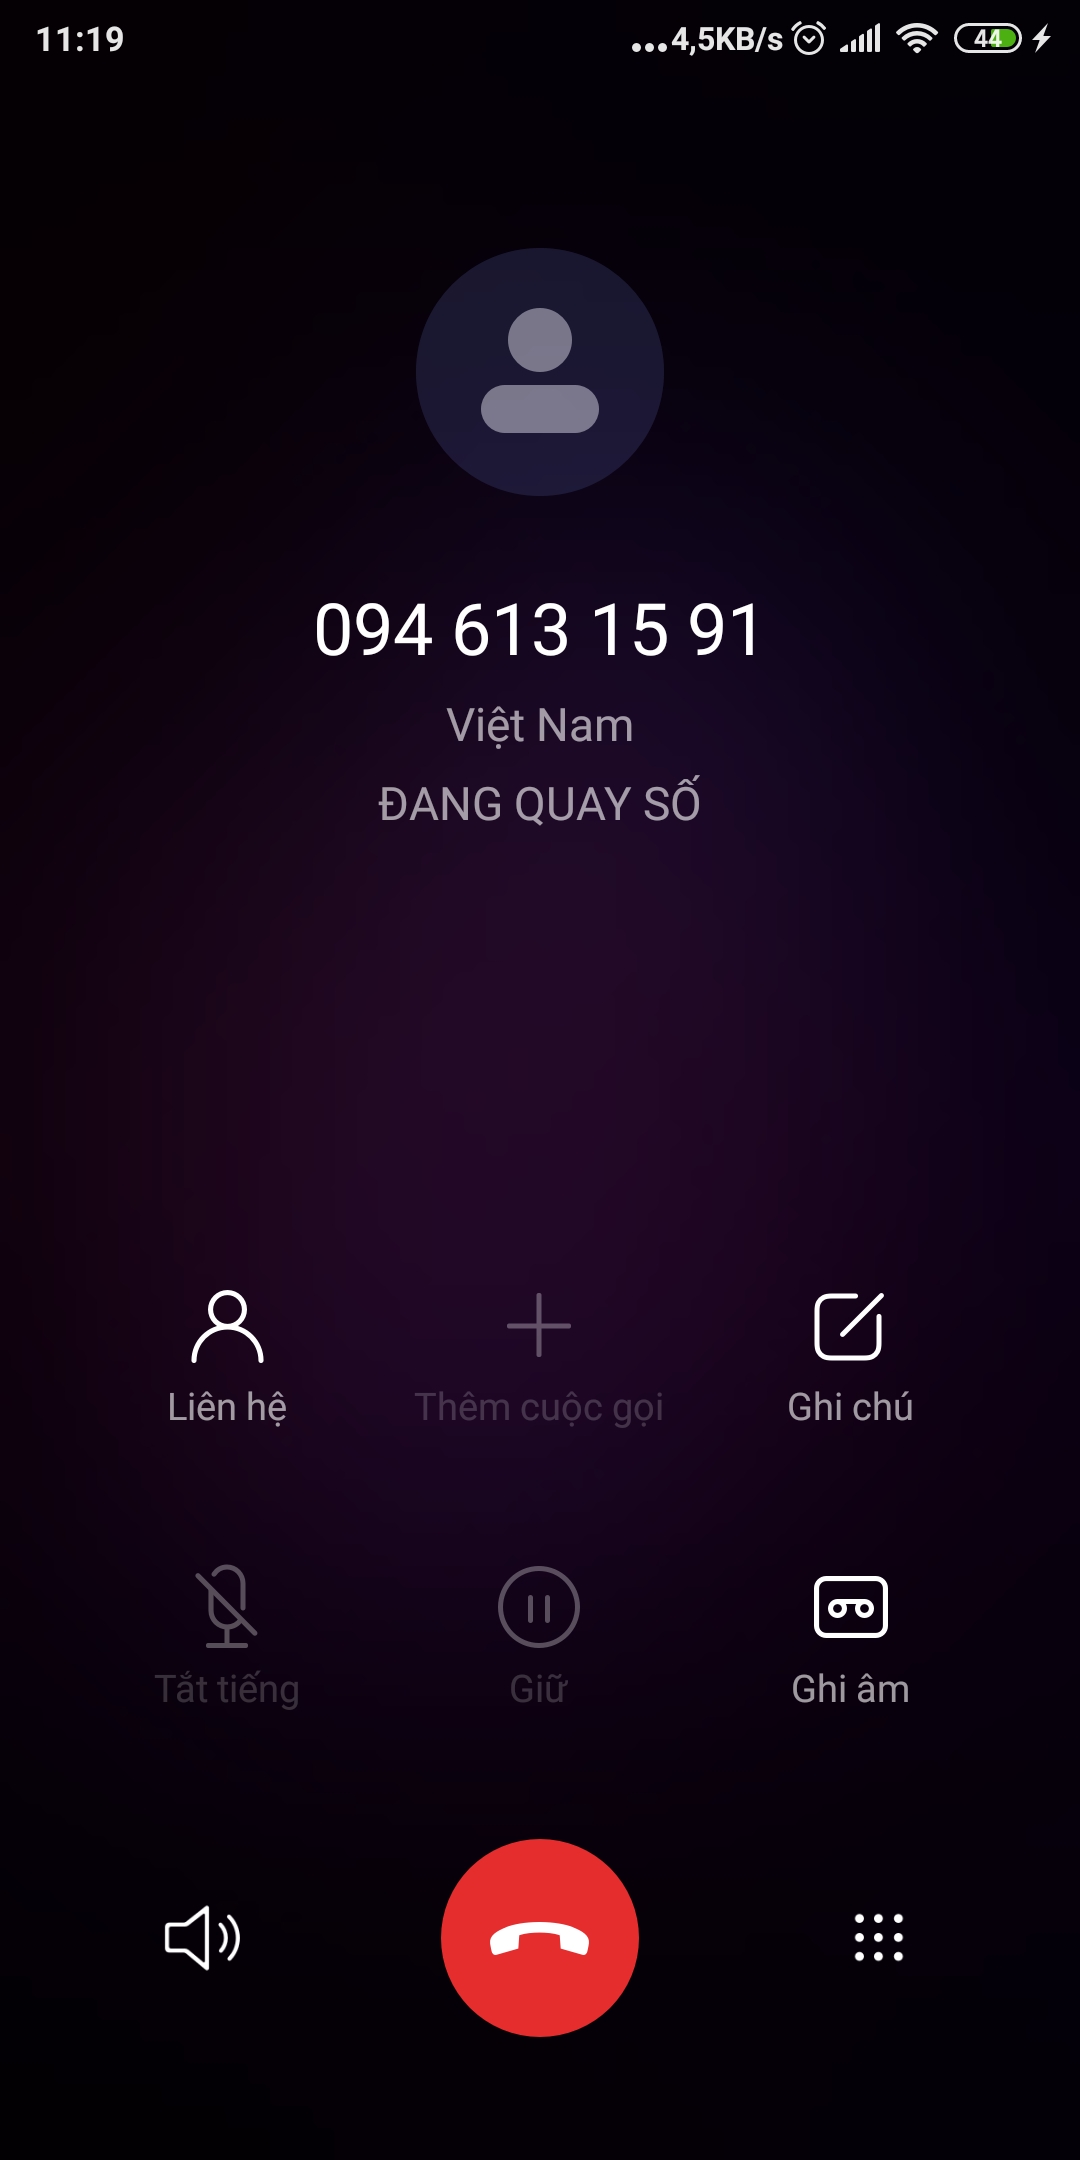 11:19
...4,5KB/s
44
094 613 15 91
Việt Nam
ĐANG QUAY SỐ
Liên hệ
Thêm cuộc gọi
Ghi chú
Tắt tiếng
Giữ
Ghi âm